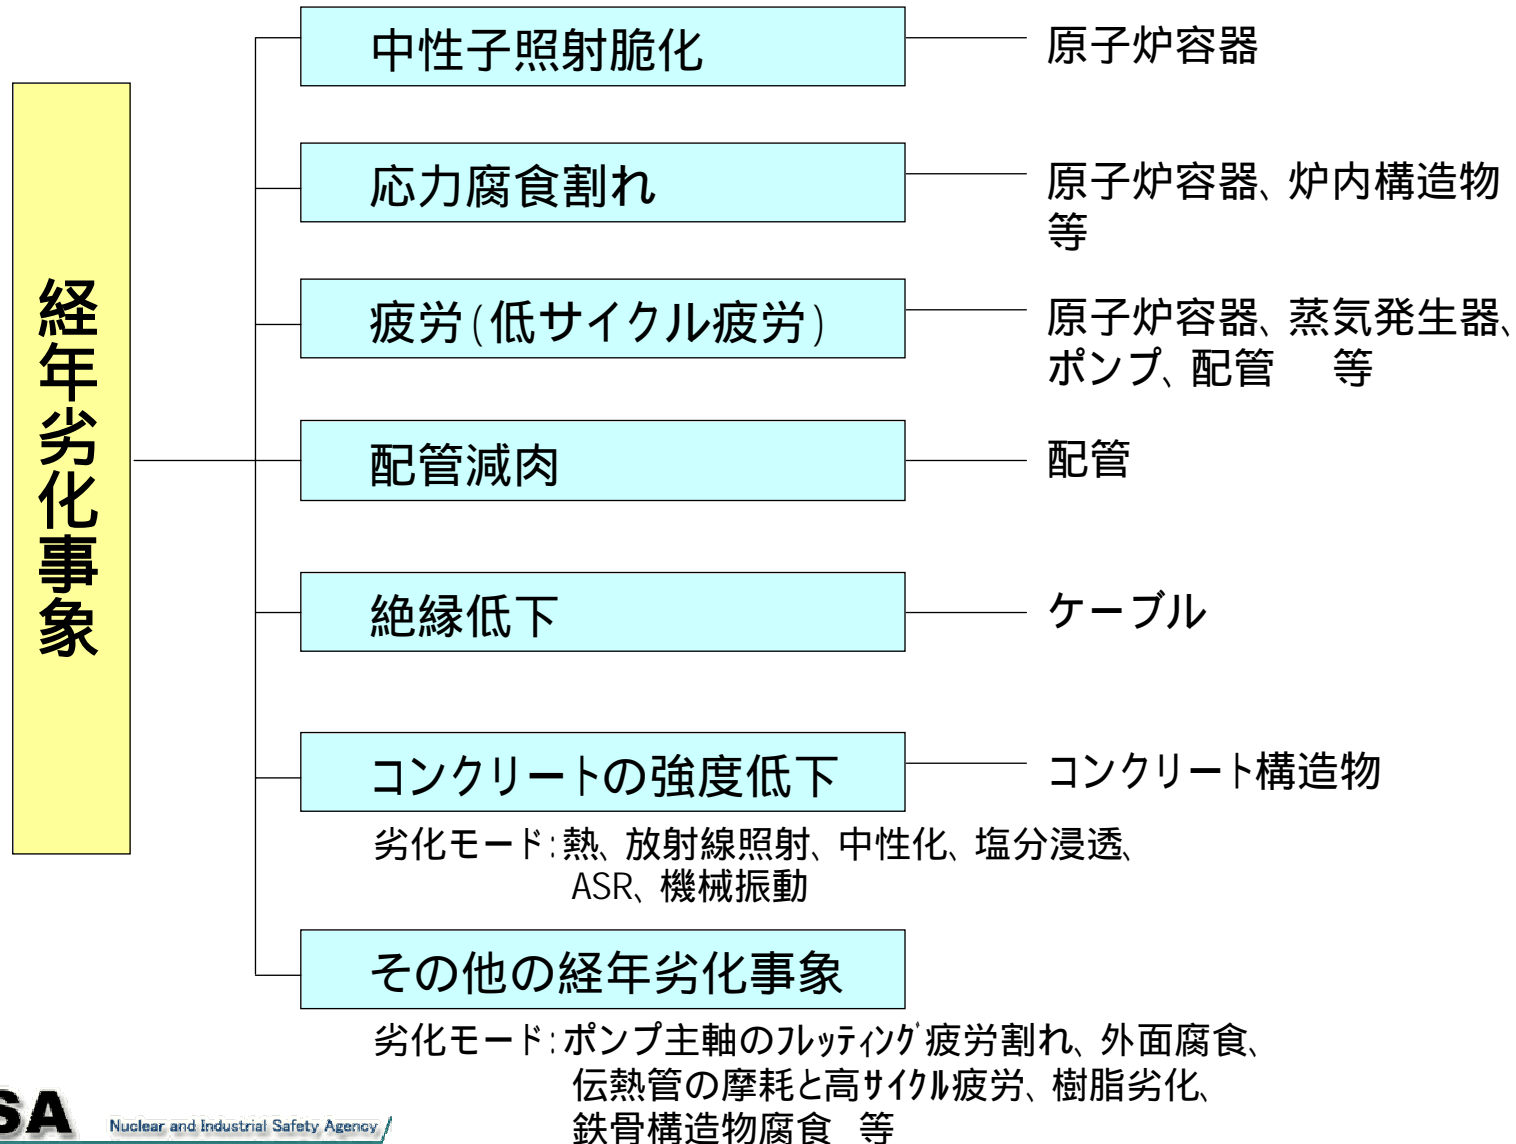 経年劣化事象
中性子照射脆化
原子炉容器
応力腐食割れ
原子炉容器、炉内構造物
等
疲労(低サイクル疲労)
原子炉容器、蒸気発生器、
ポンプ、配管 等
配管減肉
配管
絶縁低下
ケーブル
コンクリートの強度低下
コンクリート構造物
劣化モード:熱、放射線照射、中性化、塩分浸透、
ASR、機械振動
その他の経年劣化事象
劣化モード:ポンプ主軸のフレッティング疲労割れ、外面腐食、
伝熱管の摩耗と高サイクル疲労、樹脂劣化、
鉄骨構造物腐食 等
SA
Nuclear and Industrial Safety Agency